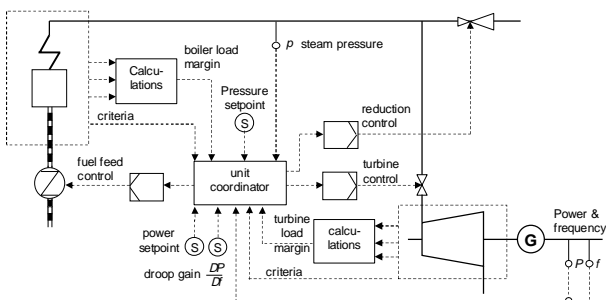 boiler load
margin
p steam pressure
Calcu-
lations
Pressure
setpoint
S
criteria
reduction
control
fuel feed
control
unit
coordinator
turbine
control
power
setpoint
S
S
droop gain DP
Df
turbine
load
margin
calcu-
lations
criteria
G
Power &
frequency
P f